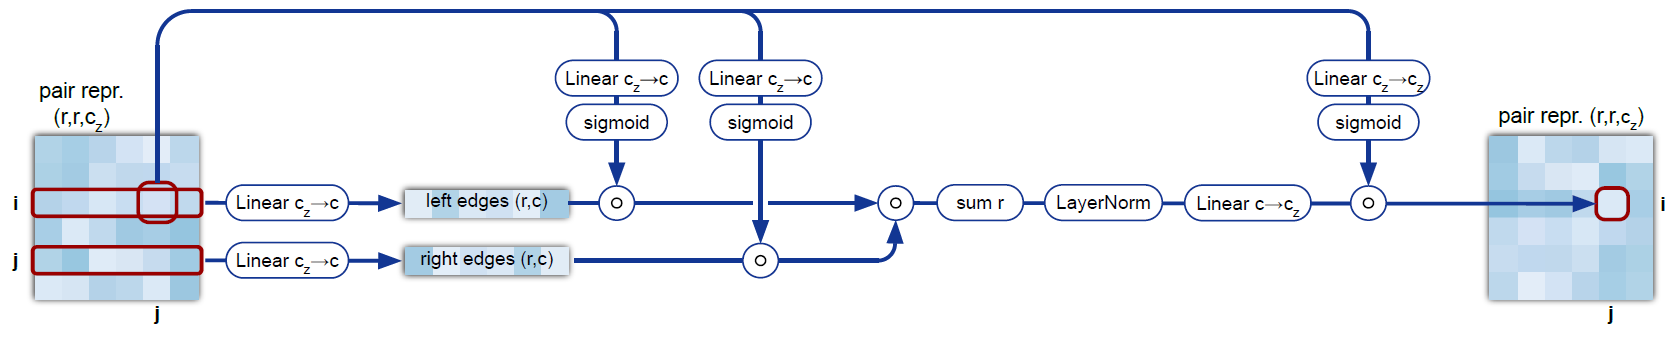 pair repr.
(r,r,c_z)
i
j
j
Linear c_z→c
Linear c_z→c
left edges (r,c)
right edges (r,c)
Linear c_z→c
sigmoid
Linear c_z→c
sigmoid
sum r
LayerNorm
Linear c→c_z
Linear c_z→c_z
sigmoid
pair repr. (r,r,c_z)
i
j